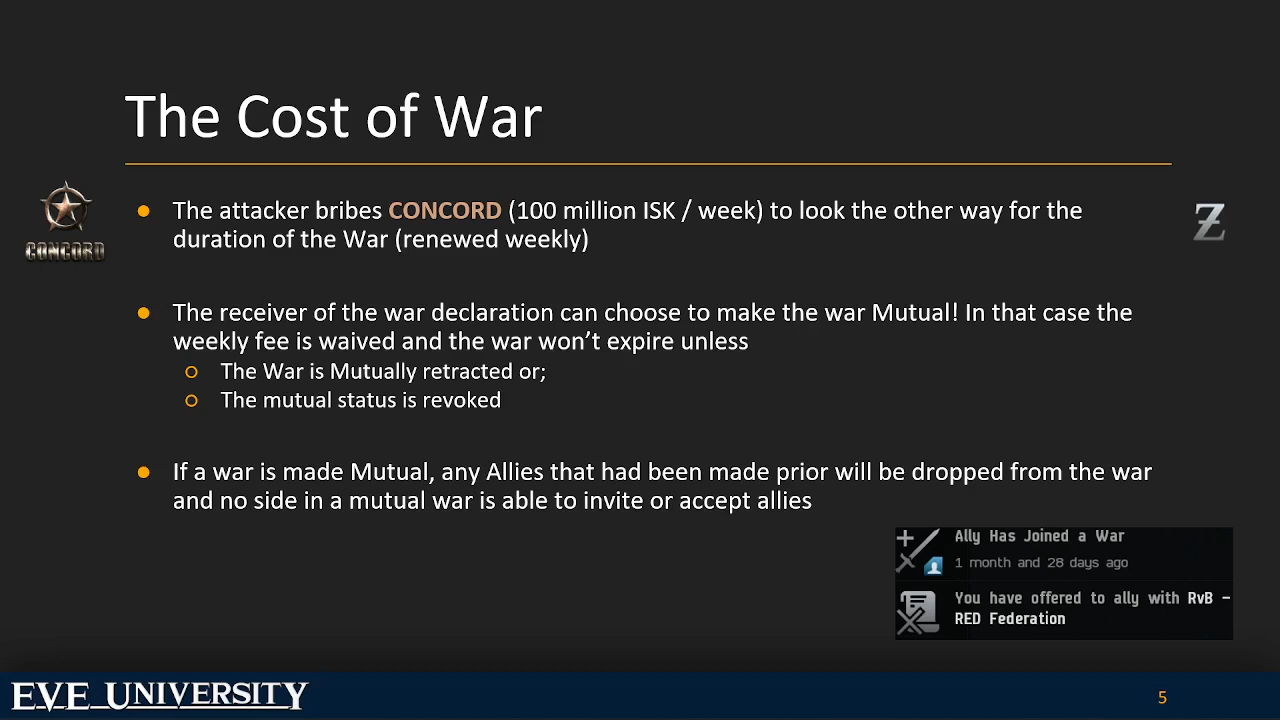 The Cost of War
CONCORD
● The attacker bribes CONCORD (100 million ISK / week) to look the other way for the
duration of the War (renewed weekly)
● The receiver of the war declaration can choose to make the war Mutual! In that case the
weekly fee is waived and the war won’t expire unless
○ The War is Mutually retracted or;
○ The mutual status is revoked
● If a war is made Mutual, any Allies that had been made prior will be dropped from the war
and no side in a mutual war is able to invite or accept allies
Ally Has Joined a War
1 month and 28 days ago
You have offered to ally with RvB -
RED Federation
EVE UNIVERSITY
5